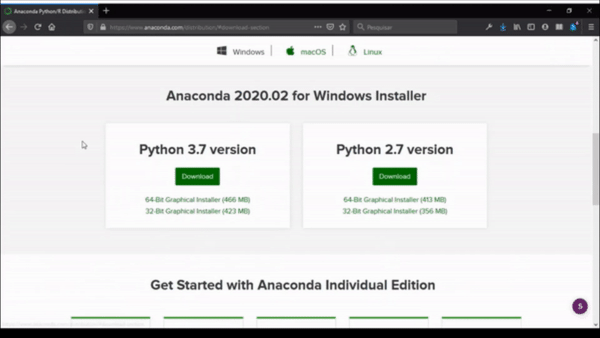 Anaconda Python/R Distributi
https://www.anaconda.com/distribution/#download-section
Pesquisar
Windows
macOS
Linux
Anaconda 2020.02 for Windows Installer
Python 3.7 version
Download
64-Bit Graphical Installer (466 MB)
32-Bit Graphical Installer (423 MB)
Python 2.7 version
Download
64-Bit Graphical Installer (413 MB)
32-Bit Graphical Installer (356 MB)
Get Started with Anaconda Individual Edition
S